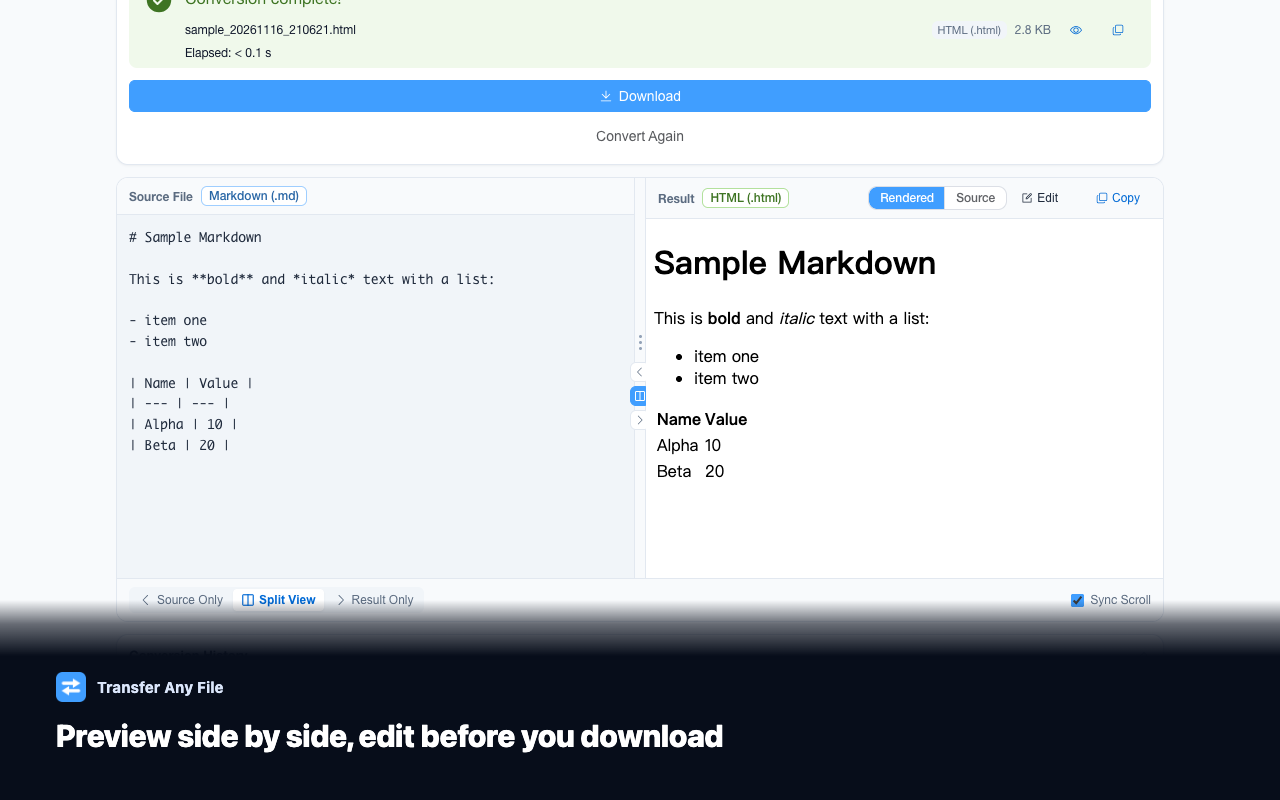 Conversion complete!
sample_20261116_210621.html
HTML (.html) 2.8 KB
Elapsed: < 0.1 s
Download
Convert Again
Source File Markdown (.md)
# Sample Markdown
This is **bold** and *italic* text with a list:
- item one
- item two
| Name | Value |
| --- | --- |
| Alpha | 10 |
| Beta | 20 |
Result HTML (.html) Rendered Source Edit Copy
Sample Markdown
This is bold and italic text with a list:
• item one
• item two
Name Value
Alpha 10
Beta 20
Source Only Split View Result Only Sync Scroll
Transfer Any File
Preview side by side, edit before you download